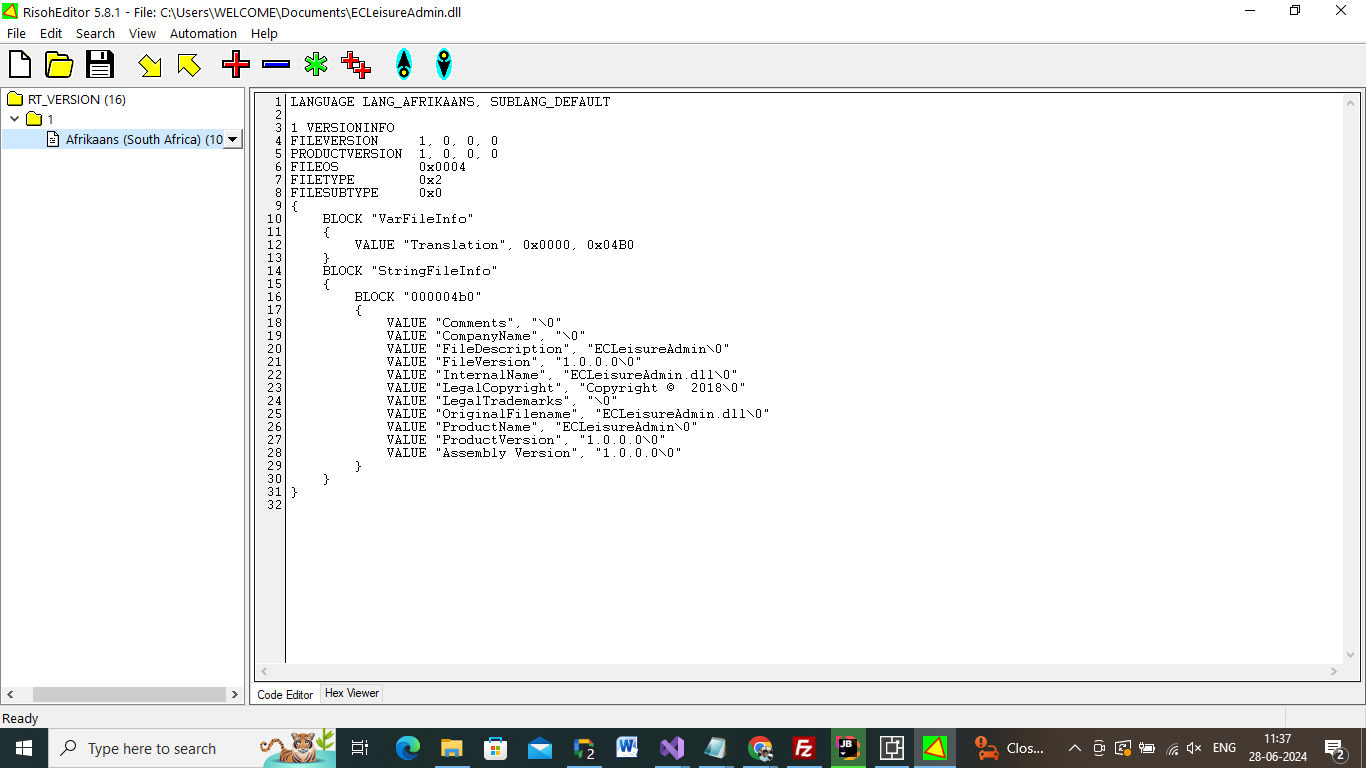 RisohEditor 5.8.1 - File: C:\Users\WELCOME\Documents\ECLeisureAdmin.dll
File Edit Search View Automation Help
RT_VERSION (16)
1
Afrikaans (South Africa) (10
1 LANGUAGE LANG_AFRIKAANS, SUBLANG_DEFAULT
2
3 1 VERSIONINFO
4 FILEVERSION 1, 0, 0, 0
5 PRODUCTVERSION 1, 0, 0, 0
6 FILEOS 0x0004
7 FILETYPE 0x2
8 FILESUBTYPE 0x0
9 {
10 BLOCK "VarFileInfo"
11 {
12 VALUE "Translation", 0x0000, 0x04B0
13 }
14 BLOCK "StringFileInfo"
15 {
16 BLOCK "000004b0"
17 {
18 VALUE "Comments", "\0"
19 VALUE "CompanyName", "\0"
20 VALUE "FileDescription", "ECLeisureAdmin\0"
21 VALUE "FileVersion", "1.0.0.0\0"
22 VALUE "InternalName", "ECLeisureAdmin.dll\0"
23 VALUE "LegalCopyright", "Copyright ©  2018\0"
24 VALUE "LegalTrademarks", "\0"
25 VALUE "OriginalFilename", "ECLeisureAdmin.dll\0"
26 VALUE "ProductName", "ECLeisureAdmin\0"
27 VALUE "ProductVersion", "1.0.0.0\0"
28 VALUE "Assembly Version", "1.0.0.0\0"
29 }
30 }
31 }
32
Code Editor Hex Viewer
Ready
Type here to search
2
W
Fz
JB
Clos...
ENG
11:37
28-06-2024
2